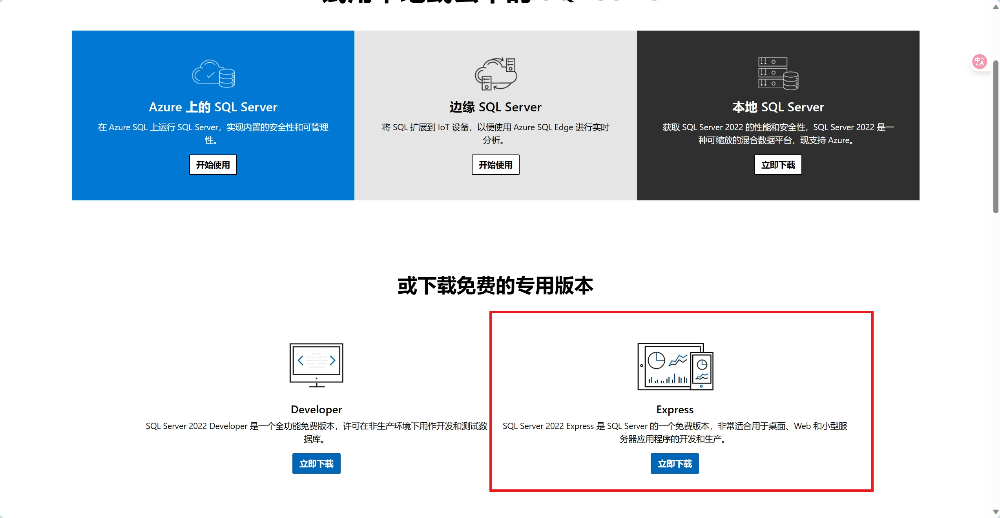 Azure 上的 SQL Server
在 Azure SQL 上运行 SQL Server，实现内置的安全性和可管理
性。
开始使用
边缘 SQL Server
将 SQL 扩展到 IoT 设备，以便使用 Azure SQL Edge 进行实时
分析。
开始使用
本地 SQL Server
获取 SQL Server 2022 的性能和安全性，SQL Server 2022 是一
种可缩放的混合数据平台，现支持 Azure。
立即下载
或下载免费的专用版本
Developer
SQL Server 2022 Developer 是一个全功能免费版本，许可在非生产环境下用作开发和测试数
据库。
立即下载
Express
SQL Server 2022 Express 是 SQL Server 的一个免费版本，非常适合用于桌面、Web 和小型服
务器应用程序的开发和生产。
立即下载